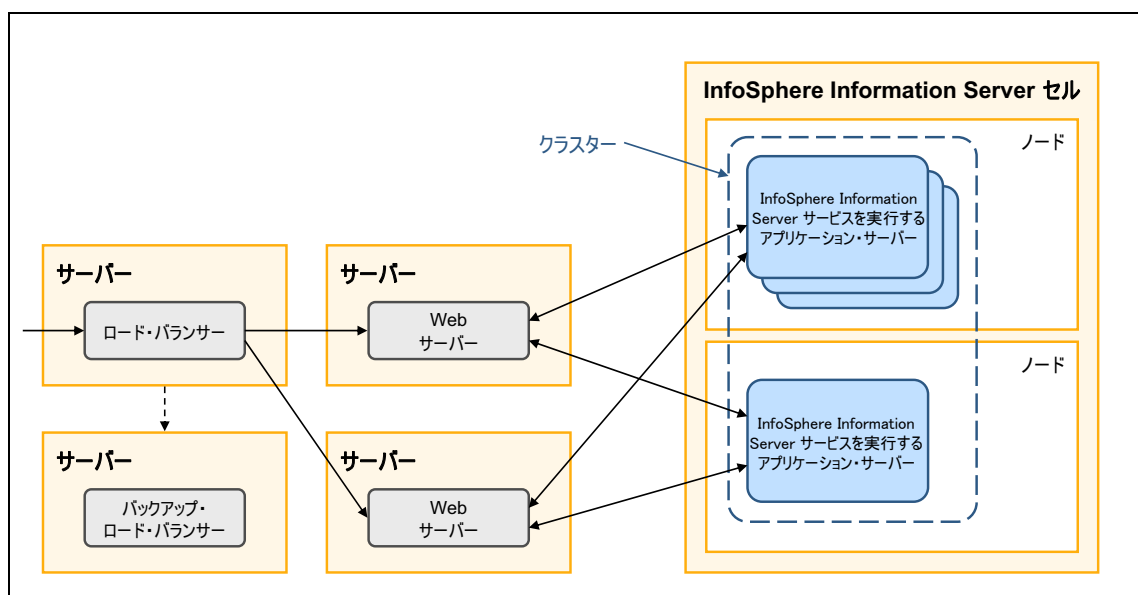 InfoSphere Information Server セル
クラスター
ノード
InfoSphere Information
Server サービスを実行する
アプリケーション・サーバー
サーバー
ロード・バランサー
サーバー
Web
サーバー
ノード
InfoSphere Information
Server サービスを実行する
アプリケーション・サーバー
サーバー
バックアップ・
ロード・バランサー
サーバー
Web
サーバー